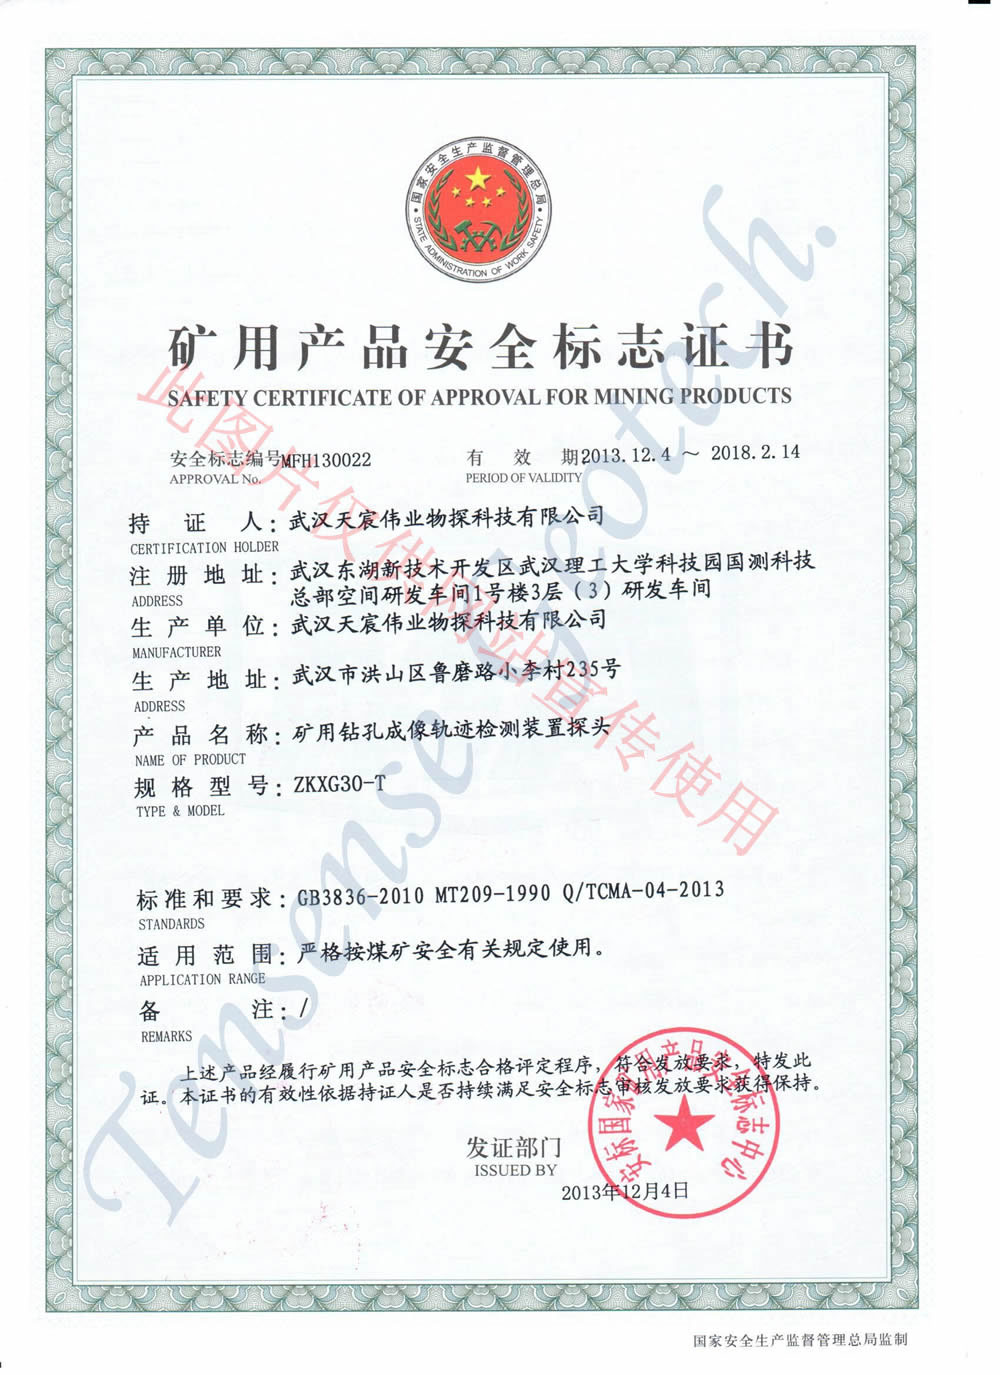 国家安全生产监督管理总局
STATE ADMINISTRATION OF WORK SAFETY
矿用产品安全标志证书
SAFETY CERTIFICATE OF APPROVAL FOR MINING PRODUCTS
安全标志编号MFH130022
APPROVAL No.
有 效 期2013.12.4 ~ 2018.2.14
PERIOD OF VALIDITY
持 证 人：武汉天宸伟业物探科技有限公司
CERTIFICATION HOLDER
注册地址：武汉东湖新技术开发区武汉理工大学科技园国测科技
总部空间研发车间1号楼3层（3）研发车间
ADDRESS
生产单位：武汉天宸伟业物探科技有限公司
MANUFACTURER
生产地址：武汉市洪山区鲁磨路小李村235号
ADDRESS
产品名称：矿用钻孔成像轨迹检测装置探头
NAME OF PRODUCT
规格型号：ZKXG30-T
TYPE & MODEL
标准和要求：GB3836-2010 MT209-1990 Q/TCMA-04-2013
STANDARDS
适用范围：严格按煤矿安全有关规定使用。
APPLICATION RANGE
备 注：/
REMARKS
上述产品经履行矿用产品安全标志合格评定程序，符合发放要求，特发此
证。本证书的有效性依据持证人是否持续满足安全标志审核发放要求获得保持。
发证部门
ISSUED BY
2013年12月4日
安标国家矿用产品安全标志中心
国家安全生产监督管理总局监制
此图片仅供网站宣传使用
Tensense Geotech.